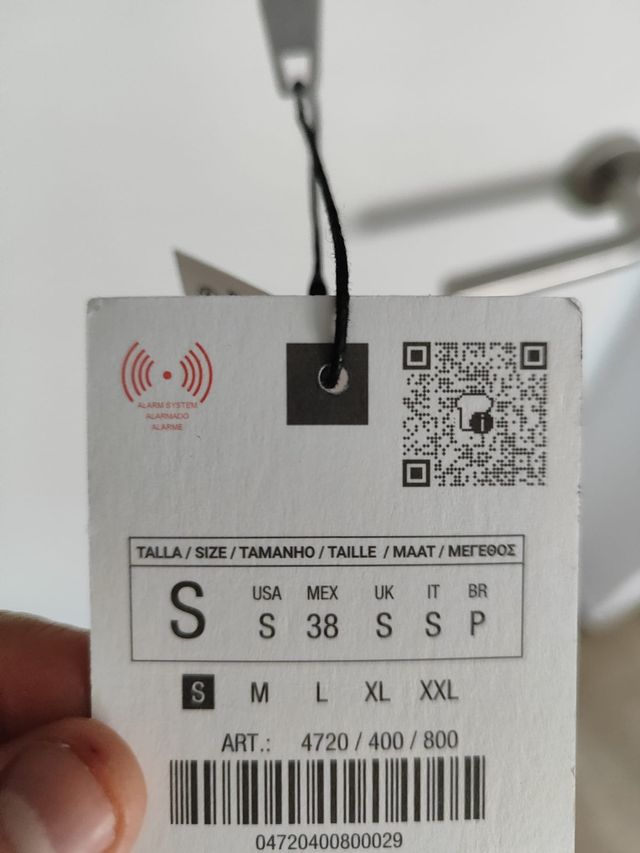 ALARM SYSTEM
ALARMADO
ALARME
TALLA / SIZE / TAMANHO / TAILLE / MAAT / ΜΕΓΕΘΟΣ
S
USA MEX UK IT BR
S 38 S S P
S M L XL XXL
ART.: 4720 / 400 / 800
04720400800029